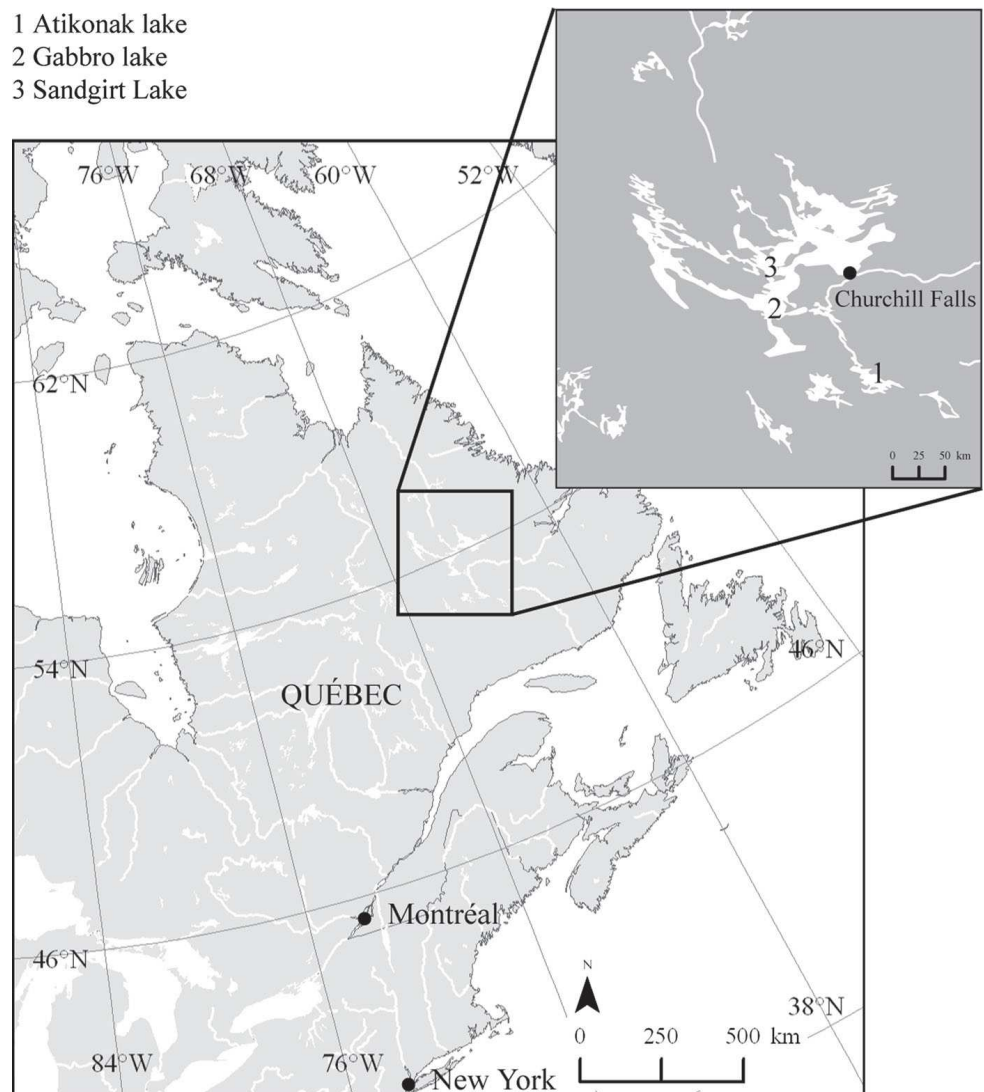 1 Atikonak lake
2 Gabbro lake
3 Sandgirt Lake
76°W
68°W
60°W
52°W
3
Churchill Falls
2
1
0 25 50 km
62°N
54°N
46°N
QUÉBEC
Montréal
46°N
N
38°N
0 250 500 km
84°W
76°W
New York